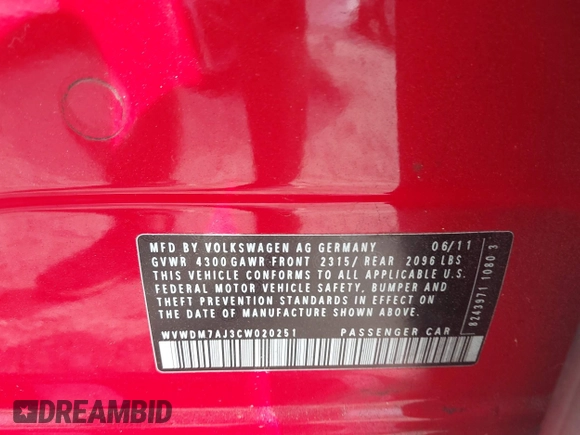 MFD BY VOLKSWAGEN AG GERMANY 06/11
GVWR 4300 GAWR FRONT 2315/ REAR 2096 LBS
THIS VEHICLE CONFORMS TO ALL APPLICABLE U.S.
FEDERAL MOTOR VEHICLE SAFETY, BUMPER AND
THEFT PREVENTION STANDARDS IN EFFECT ON
THE DATE OF MANUFACTURE SHOWN ABOVE.
WVWDM7AJ3CW020251 PASSENGER CAR
8243971 1080 3
DREAMBID